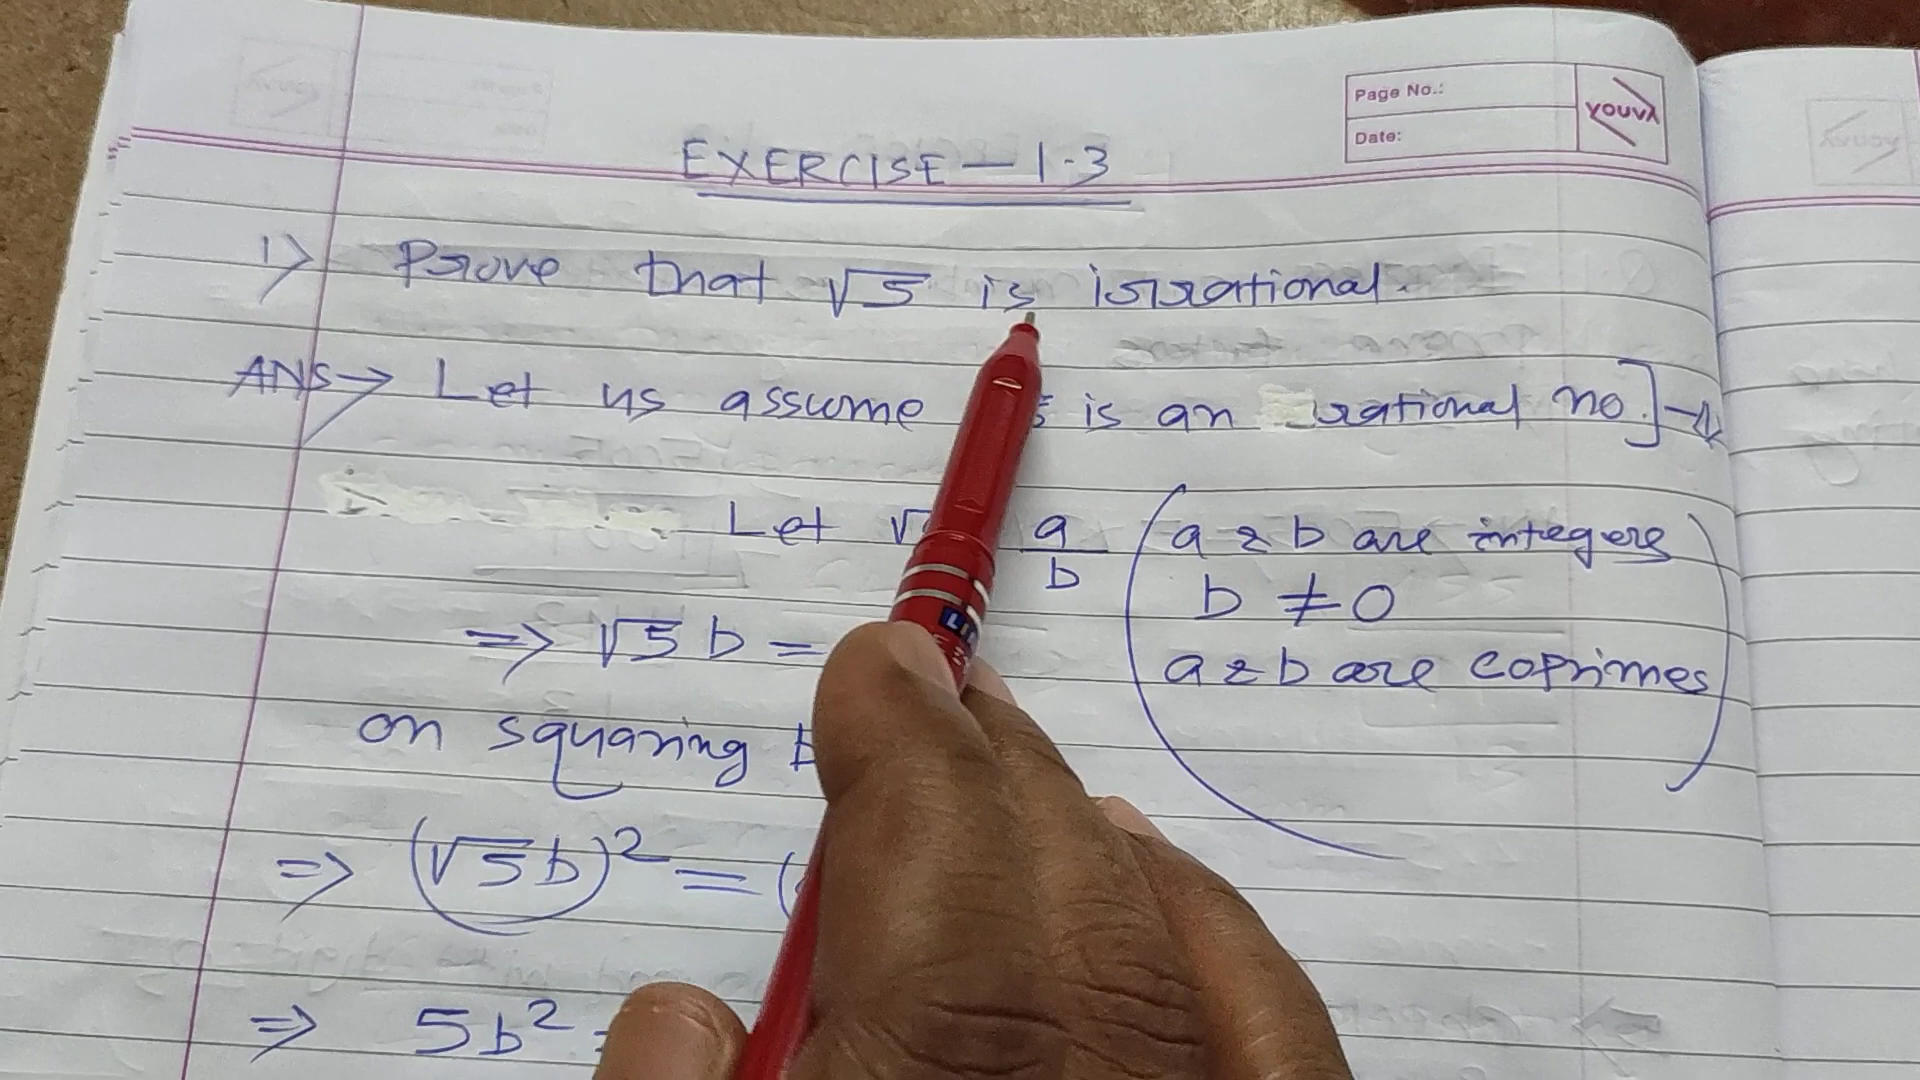 Page No.:
Date:
YOUVA
EXERCISE - 1.3
1) Prove that √5 is irrational.
ANS → Let us assume is an rational no.] - 1
Let √ a/b (a & b are integers
b ≠ 0
a & b are coprimes)
⇒ √5 b =
on squaring
⇒ (√5 b)² = (
⇒ 5b² =